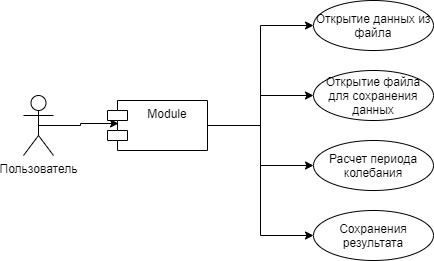 Открытие данных из
файла
Открытие файла
для сохранения
данных
Module
Расчет периода
колебания
Пользователь
Сохранения
результата